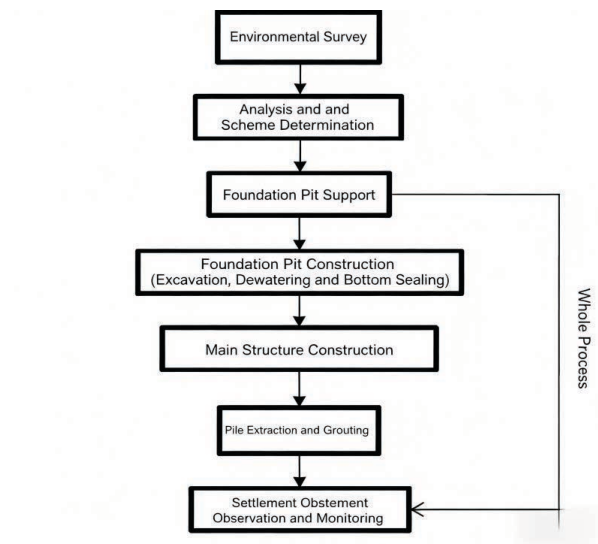 Environmental Survey
Analysis and and
Scheme Determination
Foundation Pit Support
Foundation Pit Construction
(Excavation, Dewatering and Bottom Sealing)
Main Structure Construction
Pile Extraction and Grouting
Settlement Obstement
Observation and Monitoring
Whole Process